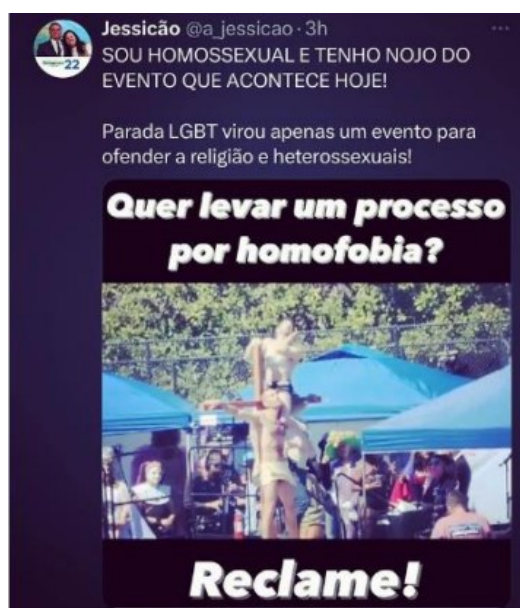 Jessicão @a_jessicao · 3h
SOU HOMOSSEXUAL E TENHO NOJO DO
EVENTO QUE ACONTECE HOJE!
Parada LGBT virou apenas um evento para
ofender a religião e heterossexuais!
Quer levar um processo
por homofobia?
Reclame!
22